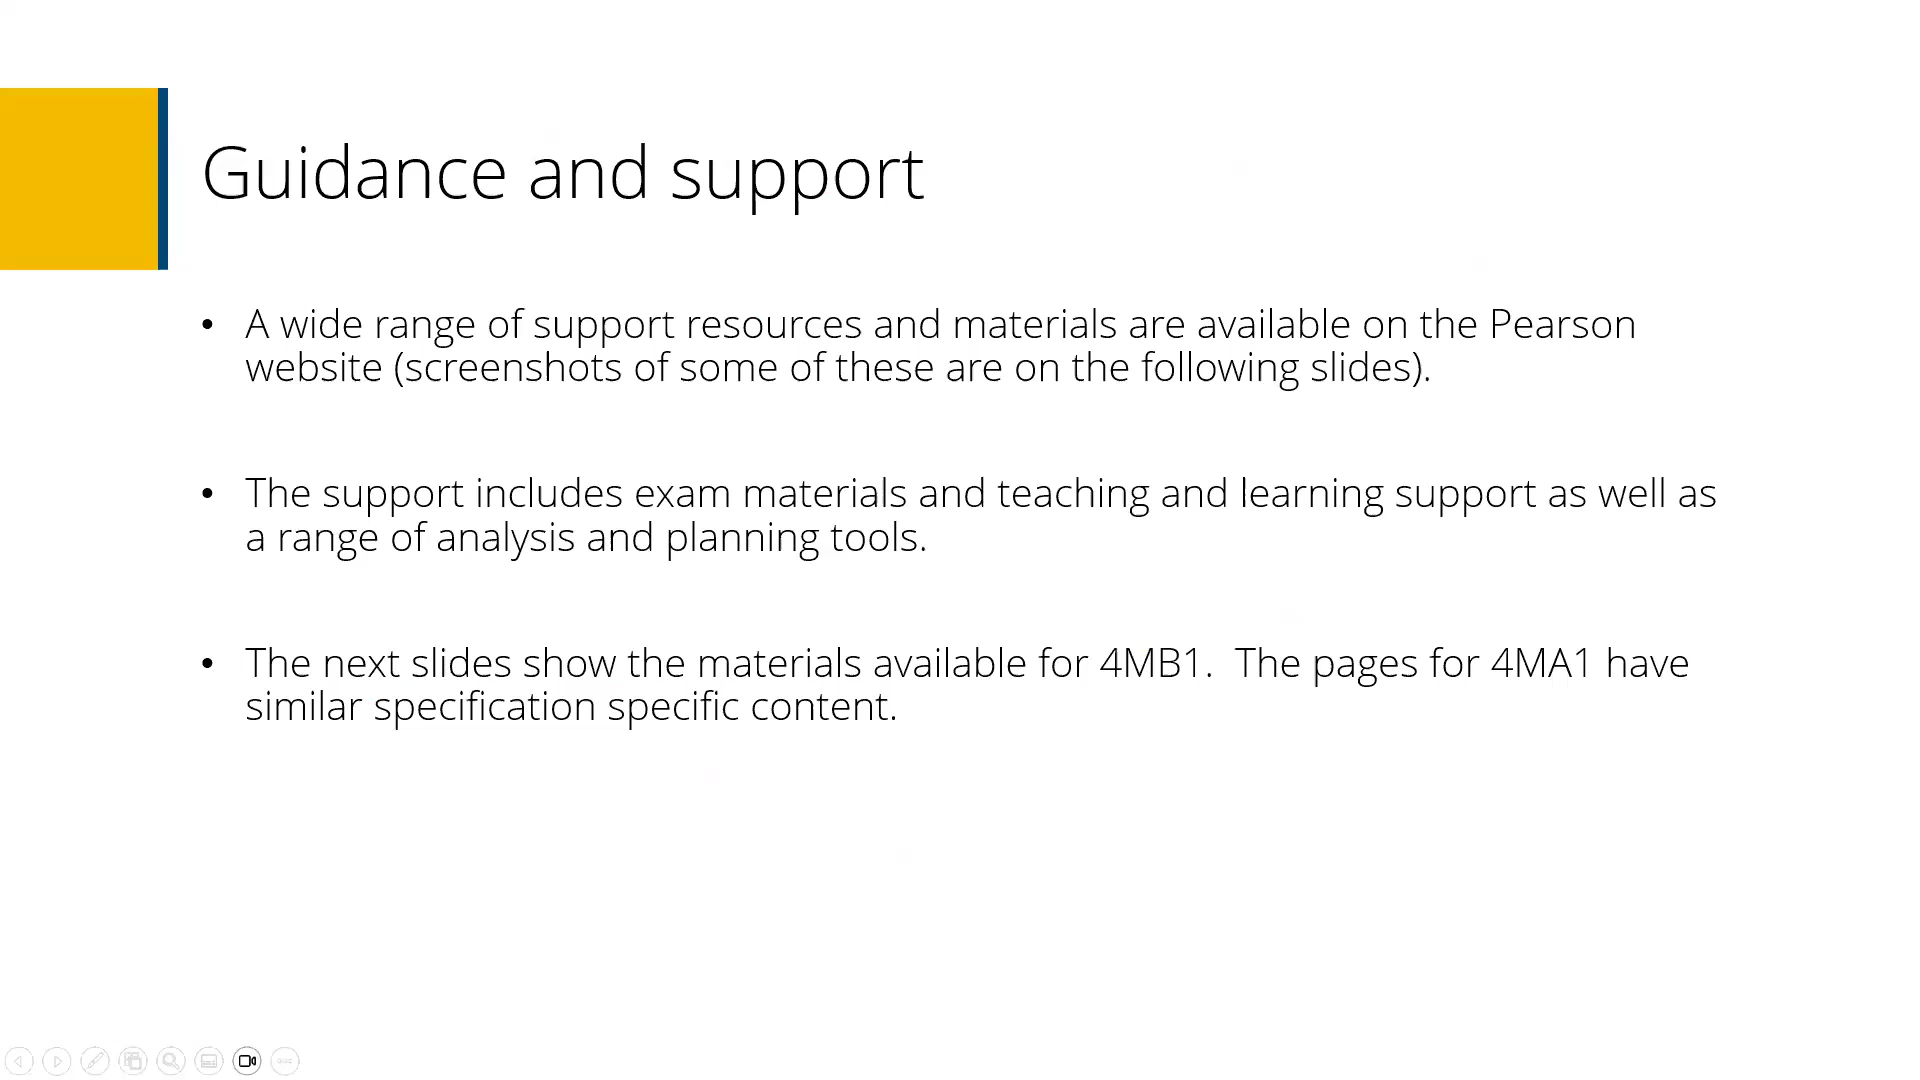 Guidance and support
• A wide range of support resources and materials are available on the Pearson
website (screenshots of some of these are on the following slides).
• The support includes exam materials and teaching and learning support as well as
a range of analysis and planning tools.
• The next slides show the materials available for 4MB1.  The pages for 4MA1 have
similar specification specific content.